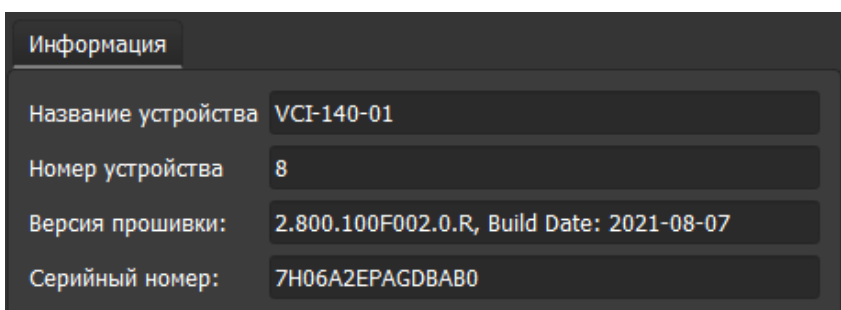 Информация
Название устройства VCI-140-01
Номер устройства 8
Версия прошивки: 2.800.100F002.0.R, Build Date: 2021-08-07
Серийный номер: 7H06A2EPAGDBAB0